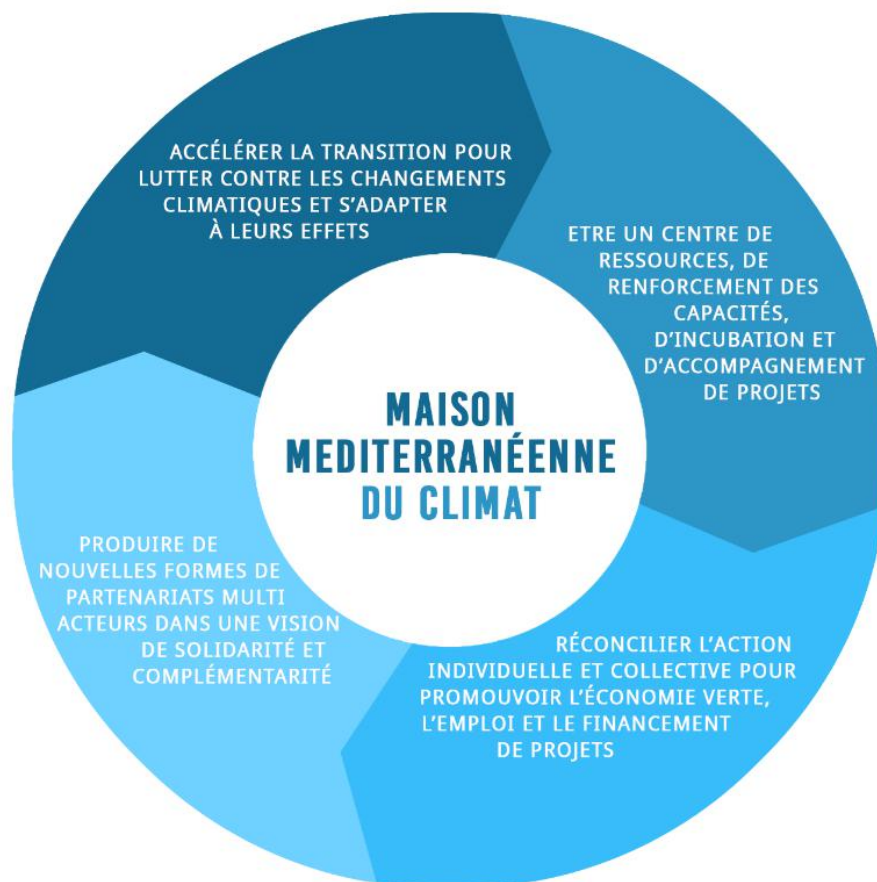 ACCÉLÉRER LA TRANSITION POUR
LUTTER CONTRE LES CHANGEMENTS
CLIMATIQUES ET S’ADAPTER
À LEURS EFFETS
ETRE UN CENTRE DE
RESSOURCES, DE
RENFORCEMENT DES
CAPACITÉS,
D’INCUBATION ET
D’ACCOMPAGNEMENT
DE PROJETS
MAISON
MEDITERRANÉENNE
DU CLIMAT
PRODUIRE DE
NOUVELLES FORMES DE
PARTENARIATS MULTI
ACTEURS DANS UNE VISION
DE SOLIDARITÉ ET
COMPLÉMENTARITÉ
RÉCONCILIER L’ACTION
INDIVIDUELLE ET COLLECTIVE POUR
PROMOUVOIR L’ÉCONOMIE VERTE,
L’EMPLOI ET LE FINANCEMENT
DE PROJETS